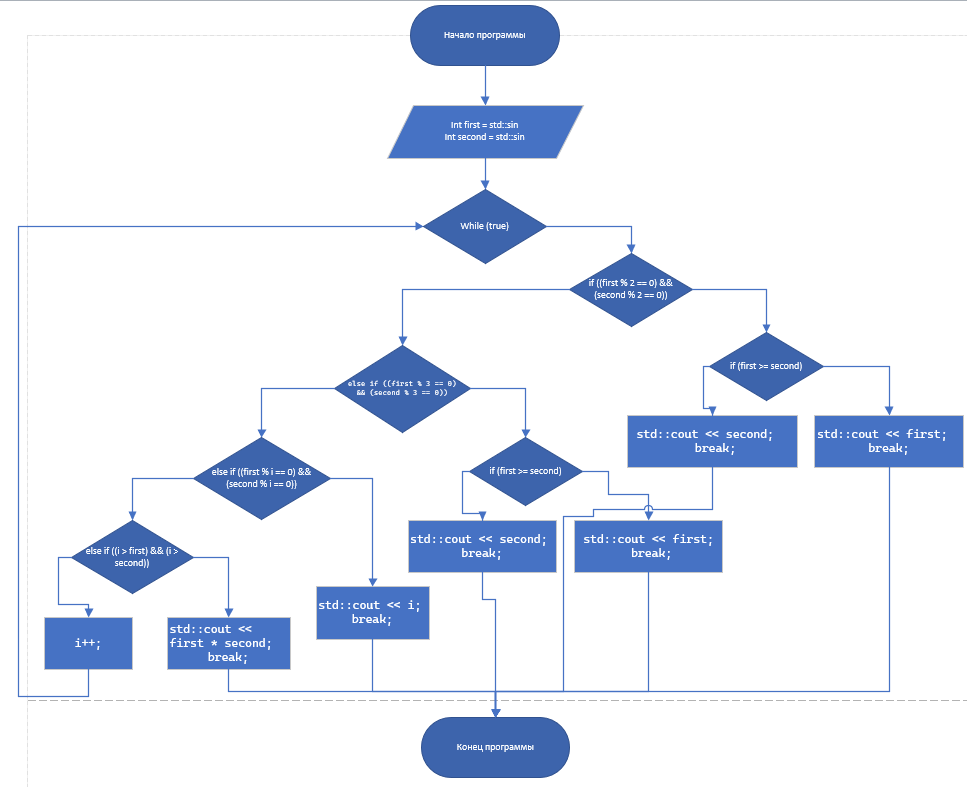 Начало программы
Int first = std::sin
Int second = std::sin
While (true)
if ((first % 2 == 0) &&
(second % 2 == 0))
if (first >= second)
else if ((first % 3 == 0)
&& (second % 3 == 0))
std::cout << second;
break;
std::cout << first;
break;
else if ((first % i == 0) &&
(second % i == 0))
if (first >= second)
std::cout << second;
break;
std::cout << first;
break;
else if ((i > first) && (i >
second))
std::cout << i;
break;
i++;
std::cout <<
first * second;
break;
Конец программы